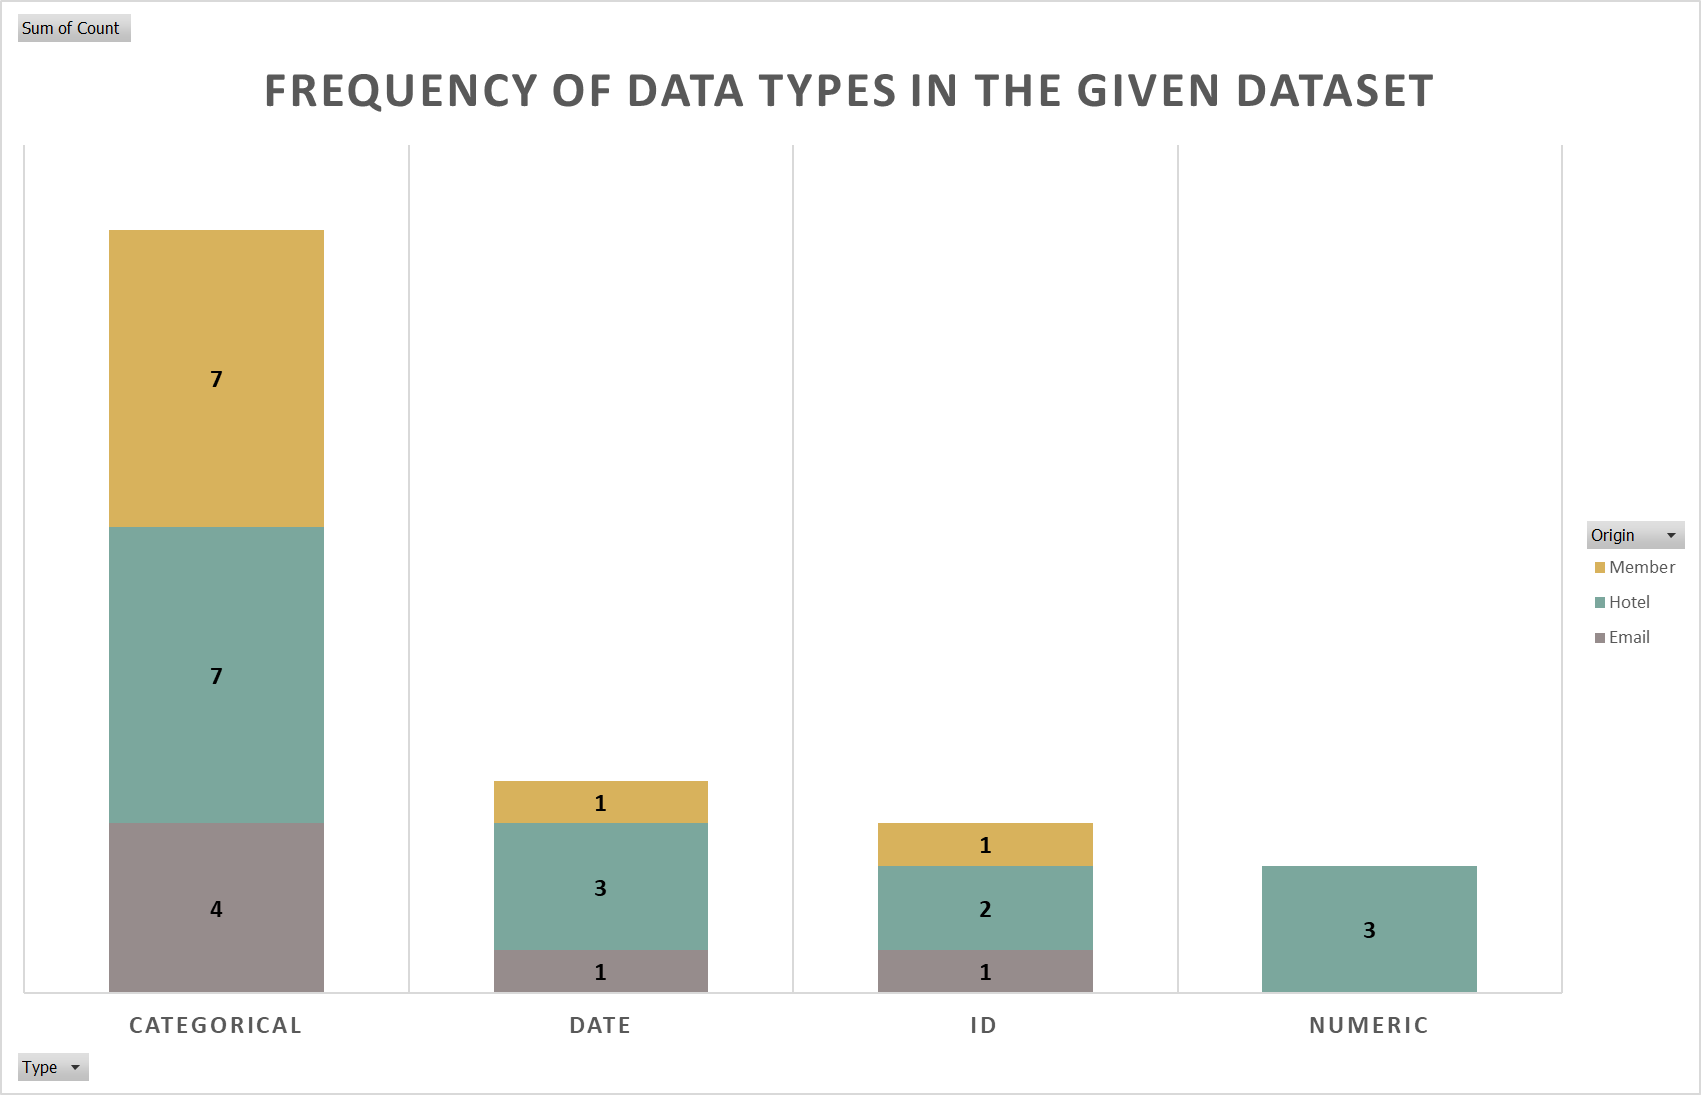 Sum of Count
FREQUENCY OF DATA TYPES IN THE GIVEN DATASET
7
7
4
1
3
1
1
2
1
3
CATEGORICAL
DATE
ID
NUMERIC
Origin
Member
Hotel
Email
Type